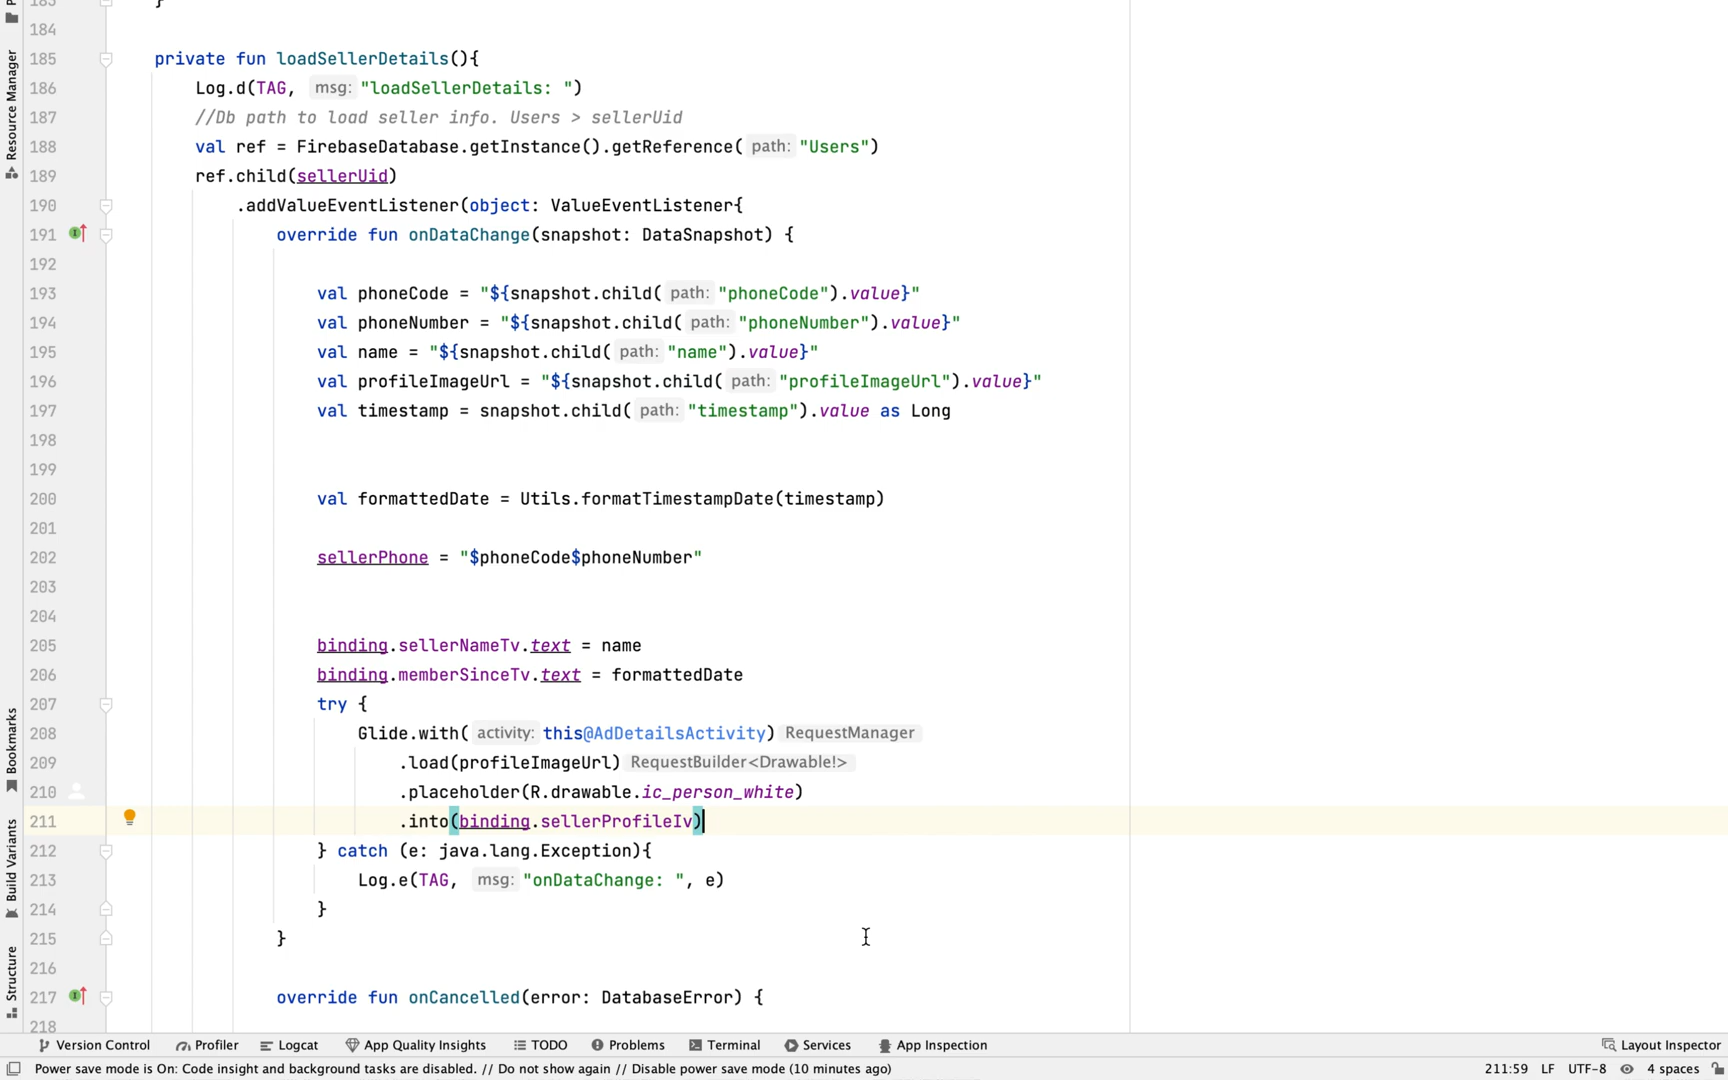 183 }
184
185 private fun loadSellerDetails(){
186 Log.d(TAG, msg: "loadSellerDetails: ")
187 //Db path to load seller info. Users > sellerUid
188 val ref = FirebaseDatabase.getInstance().getReference( path: "Users")
189 ref.child(sellerUid)
190 .addValueEventListener(object: ValueEventListener{
191 override fun onDataChange(snapshot: DataSnapshot) {
192
193 val phoneCode = "${snapshot.child( path: "phoneCode").value}"
194 val phoneNumber = "${snapshot.child( path: "phoneNumber").value}"
195 val name = "${snapshot.child( path: "name").value}"
196 val profileImageUrl = "${snapshot.child( path: "profileImageUrl").value}"
197 val timestamp = snapshot.child( path: "timestamp").value as Long
198
199
200 val formattedDate = Utils.formatTimestampDate(timestamp)
201
202 sellerPhone = "$phoneCode$phoneNumber"
203
204
205 binding.sellerNameTv.text = name
206 binding.memberSinceTv.text = formattedDate
207 try {
208 Glide.with( activity: this@AdDetailsActivity) RequestManager
209 .load(profileImageUrl) RequestBuilder<Drawable!>
210 .placeholder(R.drawable.ic_person_white)
211 .into(binding.sellerProfileIv)
212 } catch (e: java.lang.Exception){
213 Log.e(TAG, msg: "onDataChange: ", e)
214 }
215 }
216
217 override fun onCancelled(error: DatabaseError) {
218
Resource Manager
Bookmarks
Build Variants
Structure
Version Control Profiler Logcat App Quality Insights TODO Problems Terminal Services App Inspection Layout Inspector
Power save mode is On: Code insight and background tasks are disabled. // Do not show again // Disable power save mode (10 minutes ago) 211:59 LF UTF-8 4 spaces